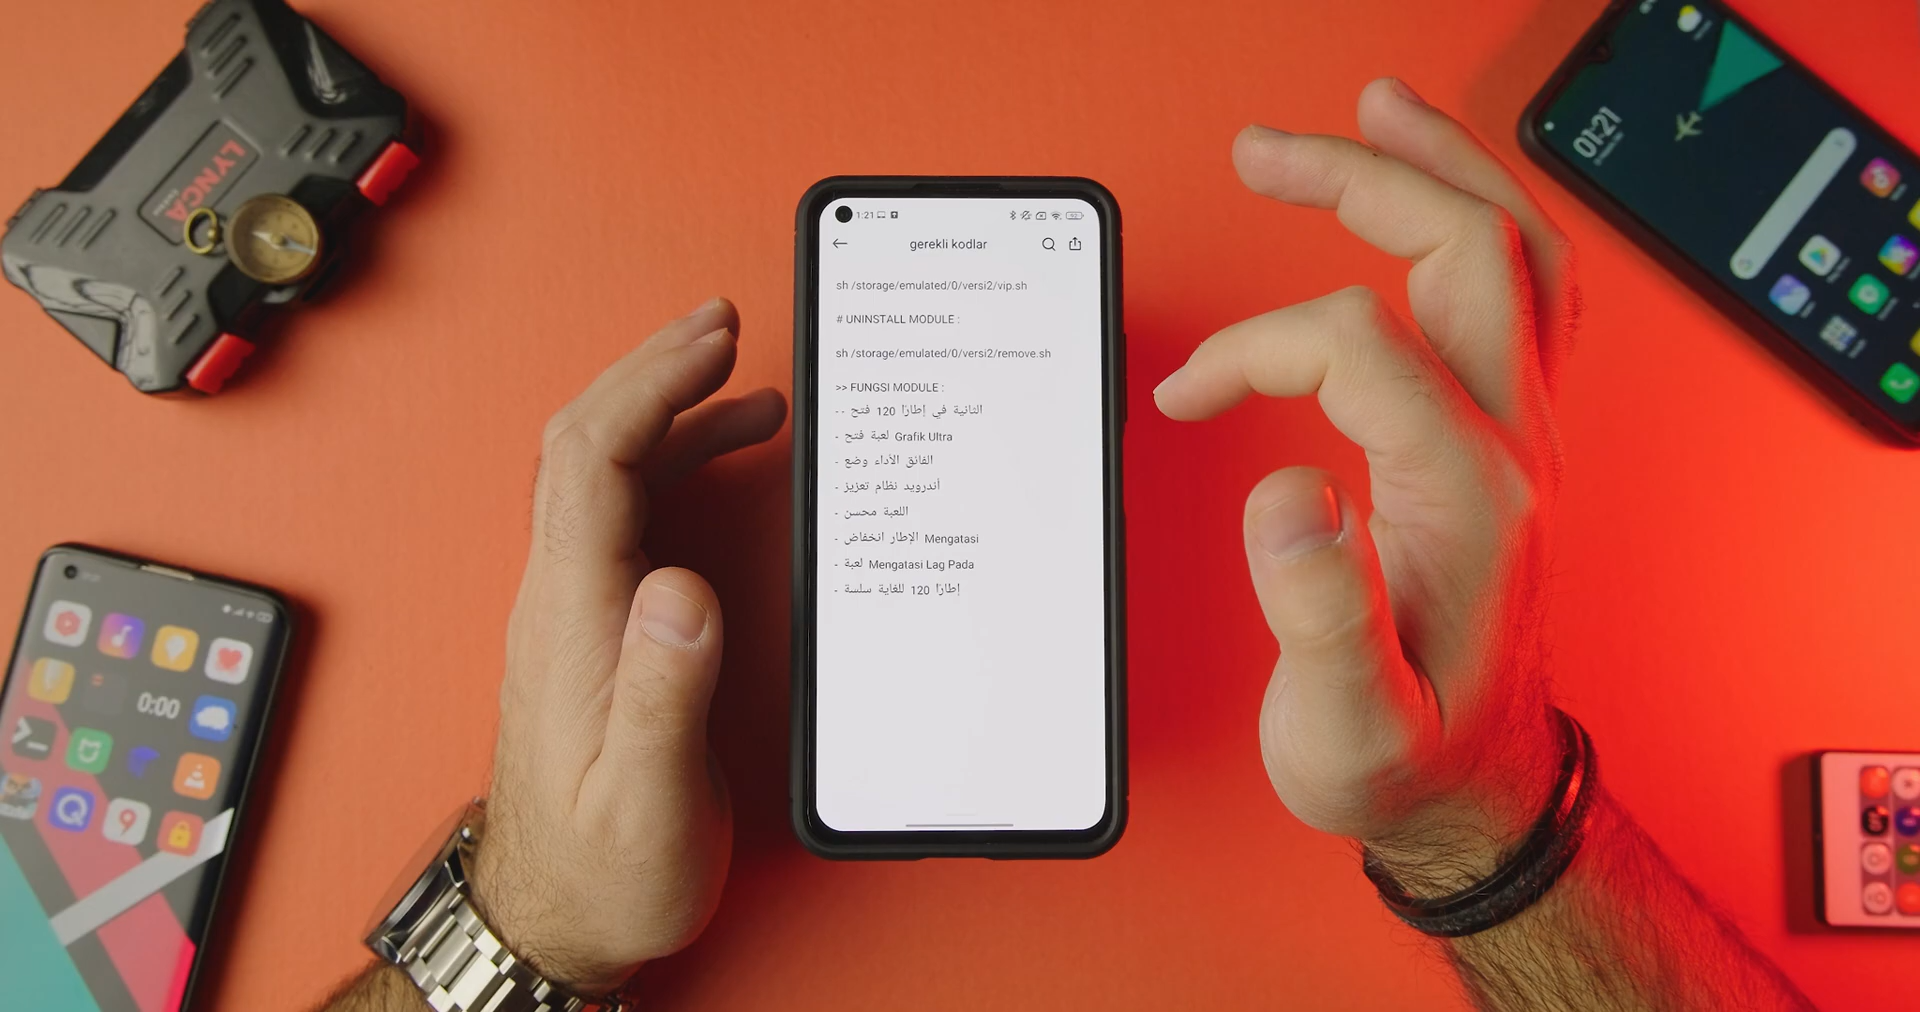 LYNCA
1:21
gerekli kodlar
sh /storage/emulated/0/versi2/vip.sh
# UNINSTALL MODULE :
sh /storage/emulated/0/versi2/remove.sh
>> FUNGSI MODULE :
-- فتح 120 إطارًا في الثانية
- فتح لعبة Grafik Ultra
- وضع الأداء الفائق
- تعزيز نظام أندرويد
- محسن اللعبة
- انخفاض الإطار Mengatasi
- لعبة Mengatasi Lag Pada
- سلسة للغاية 120 إطارًا
01:21
0:00